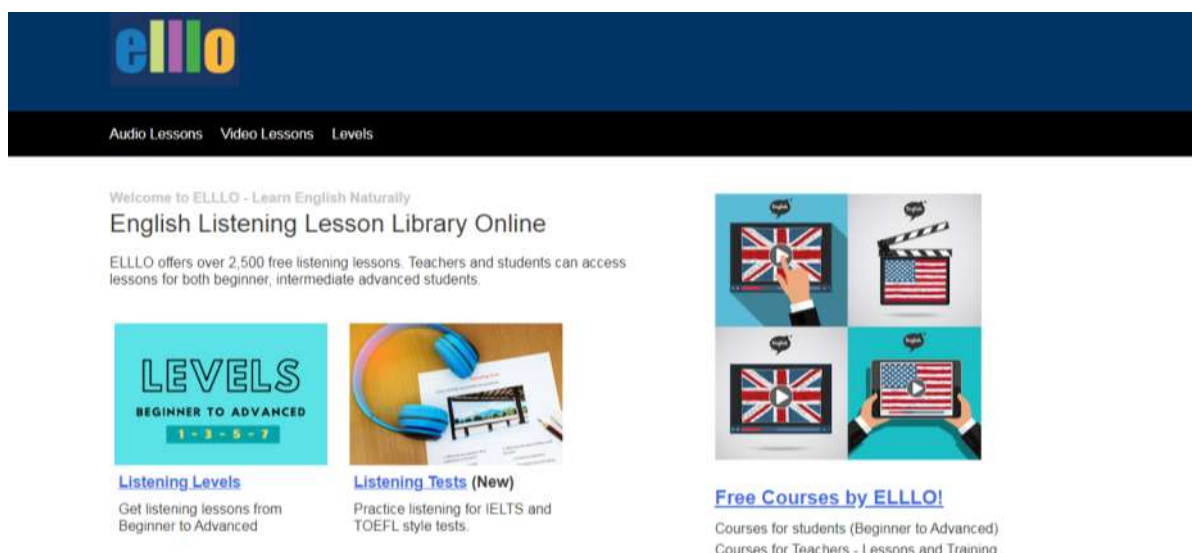 elllo
Audio Lessons Video Lessons Levels
Welcome to ELLLO - Learn English Naturally
English Listening Lesson Library Online
ELLLO offers over 2,500 free listening lessons. Teachers and students can access
lessons for both beginner, intermediate advanced students.
LEVELS
BEGINNER TO ADVANCED
1 - 3 - 5 - 7
Listening Levels
Get listening lessons from
Beginner to Advanced
Listening Tests (New)
Practice listening for IELTS and
TOEFL style tests.
English
English
English
English
Free Courses by ELLLO!
Courses for students (Beginner to Advanced)
Courses for Teachers - Lessons and Training